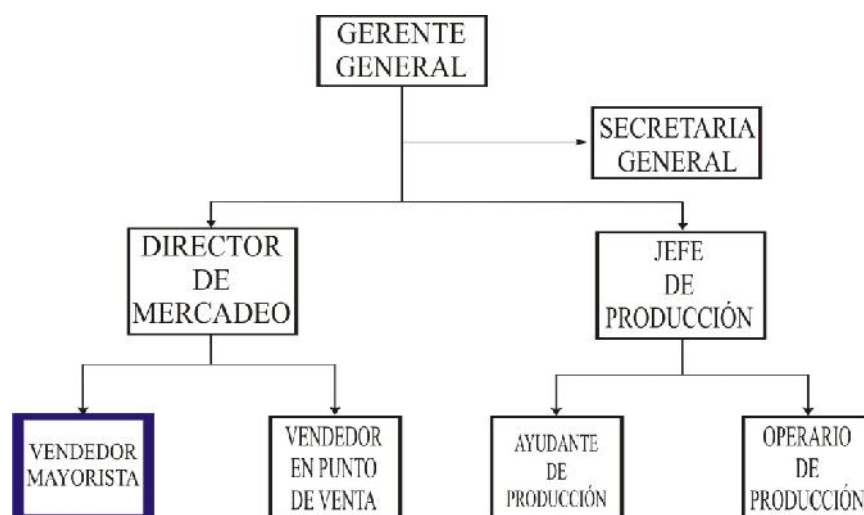 GERENTE
GENERAL
SECRETARIA
GENERAL
DIRECTOR
DE
MERCADEO
JEFE
DE
PRODUCCIÓN
VENDEDOR
MAYORISTA
VENDEDOR
EN PUNTO
DE VENTA
AYUDANTE
DE
PRODUCCIÓN
OPERARIO
DE
PRODUCCIÓN